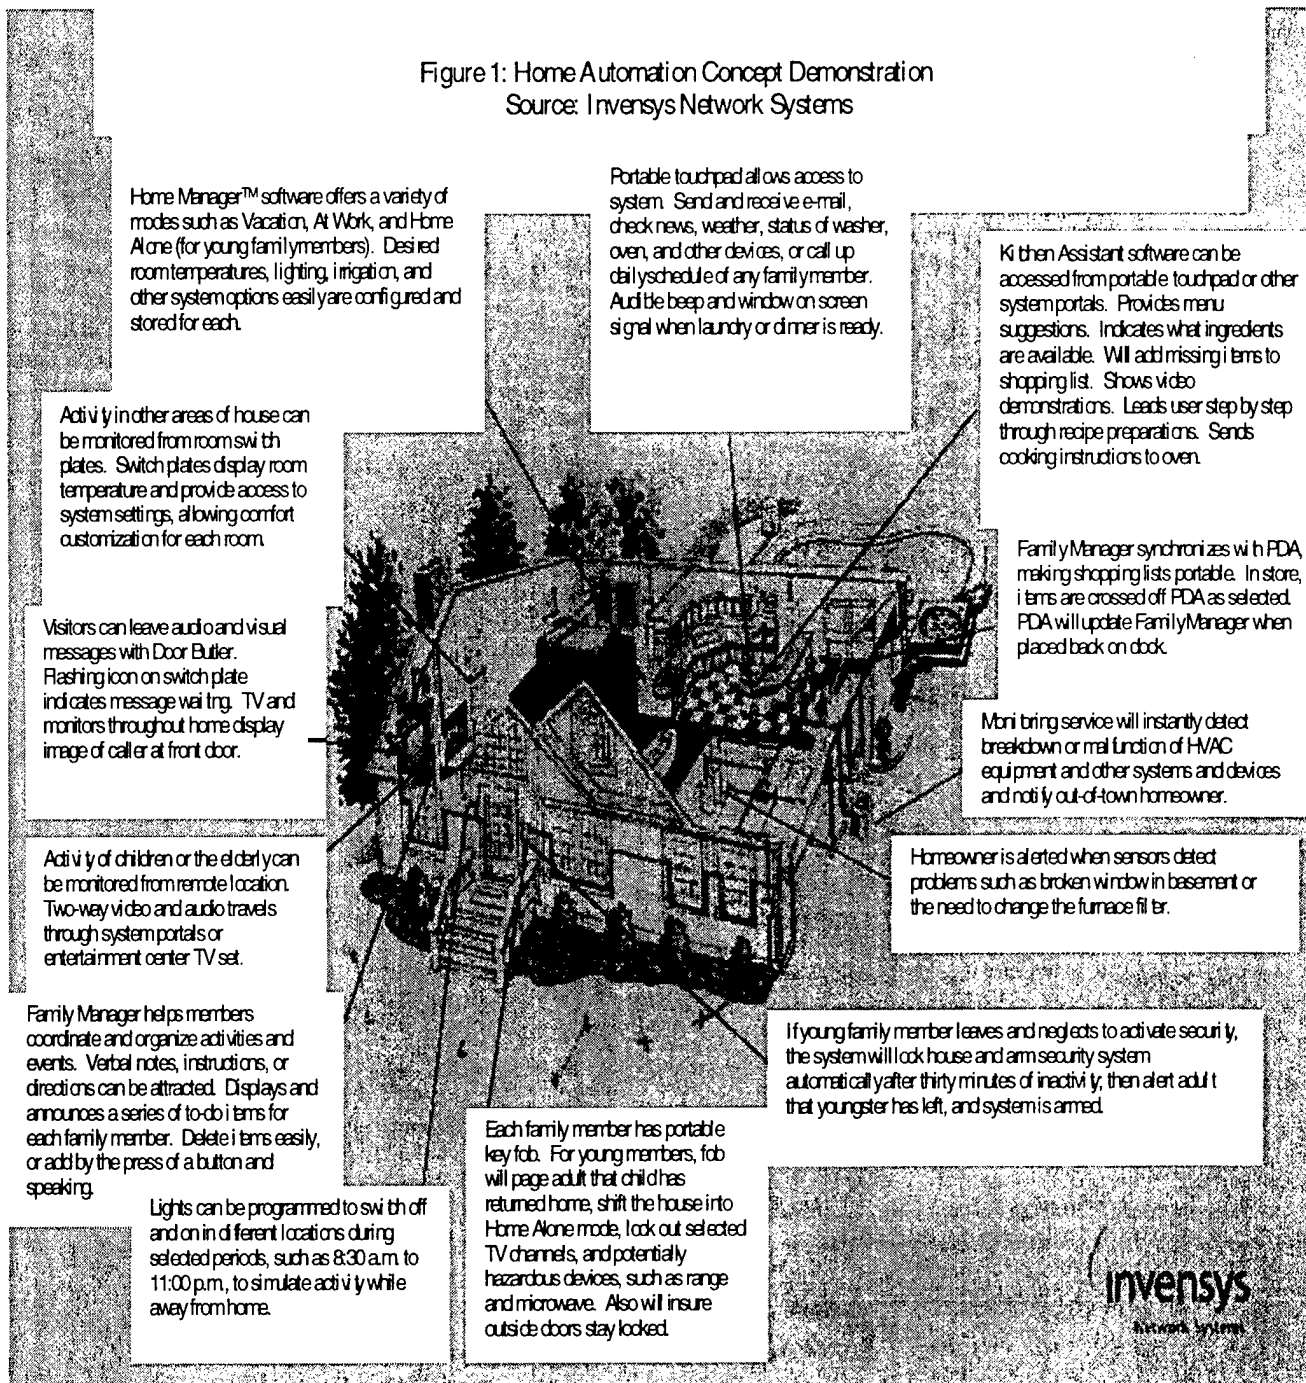 Figure 1: Home Automation Concept Demonstration
Source: Invensys Network Systems
Home Manager™ software offers a variety of
modes such as Vacation, At Work, and Home
Alone (for young family members). Desired
room temperatures, lighting, irrigation, and
other system options easily are configured and
stored for each.
Portable touchpad allows access to
system. Send and receive e-mail,
check news, weather, status of washer,
oven, and other devices, or call up
daily schedule of any family member.
Audible beep and window on screen
signal when laundry or dinner is ready.
Kitchen Assistant software can be
accessed from portable touchpad or other
system portals. Provides menu
suggestions. Indicates what ingredients
are available. Will add missing items to
shopping list. Shows video
demonstrations. Leads user step by step
through recipe preparations. Sends
cooking instructions to oven.
Activity in other areas of house can
be monitored from room switch
plates. Switch plates display room
temperature and provide access to
system settings, allowing comfort
customization for each room.
Family Manager synchronizes with PDA,
making shopping lists portable. In store,
items are crossed off PDA as selected.
PDA will update Family Manager when
placed back on dock.
Visitors can leave audio and visual
messages with Door Butler.
Flashing icon on switch plate
indicates message waiting. TV and
monitors throughout home display
image of caller at front door.
Monitoring service will instantly detect
breakdown or malfunction of HVAC
equipment and other systems and devices
and notify out-of-town homeowner.
Activity of children or the elderly can
be monitored from remote location.
Two-way video and audio travels
through system portals or
entertainment center TV set.
Homeowner is alerted when sensors detect
problems such as broken window in basement or
the need to change the furnace filter.
Family Manager helps members
coordinate and organize activities and
events. Verbal notes, instructions, or
directions can be attracted. Displays and
announces a series of to-do items for
each family member. Delete items easily,
or add by the press of a button and
speaking.
If young family member leaves and neglects to activate security,
the system will lock house and arm security system
automatically after thirty minutes of inactivity, then alert adult
that youngster has left, and system is armed.
Lights can be programmed to switch off
and on in different locations during
selected periods, such as 8:30 a.m. to
11:00 p.m., to simulate activity while
away from home.
Each family member has portable
key fob. For young members, fob
will page adult that child has
returned home, shift the house into
Home Alone mode, lock out selected
TV channels, and potentially
hazardous devices, such as range
and microwave. Also will insure
outside doors stay locked.
invensys
Network Systems